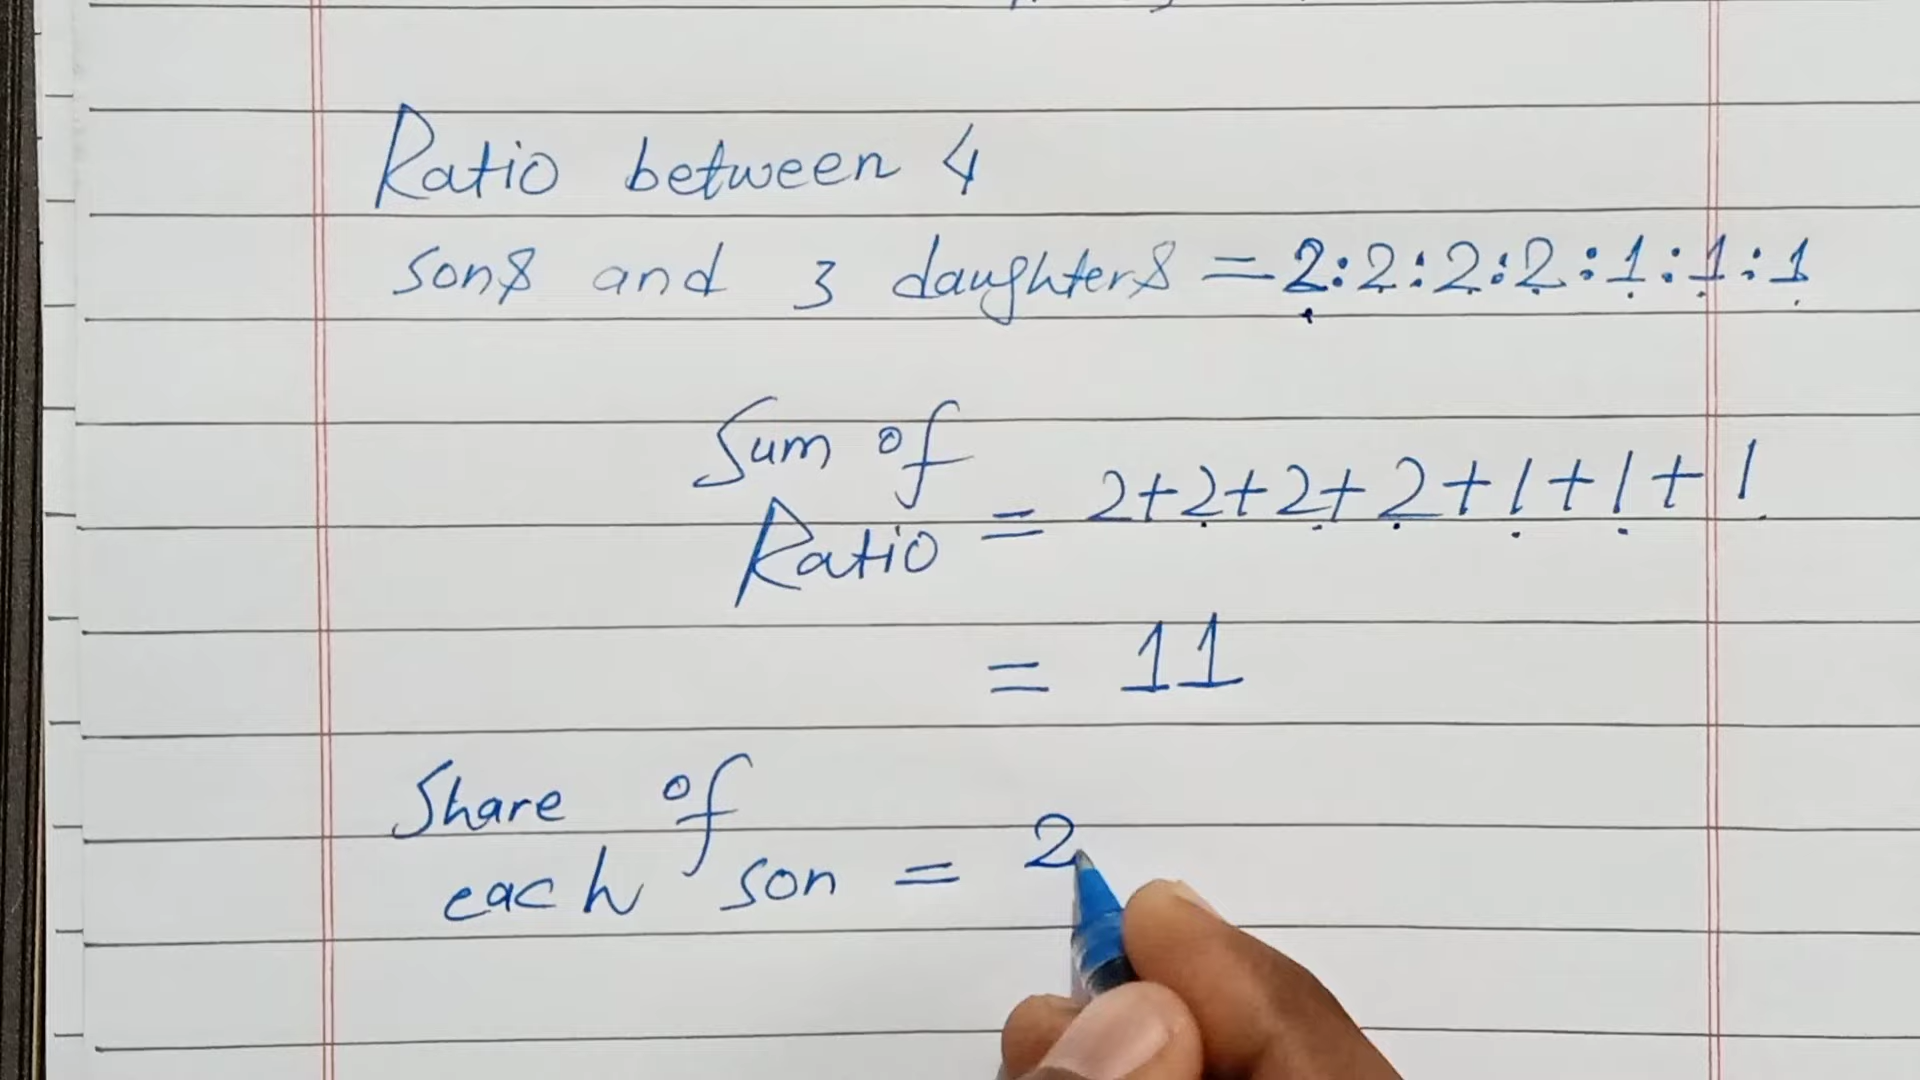 Ratio between 4
sons and 3 daughters = 2:2:2:2:1:1:1
Sum of
Ratio = 2+2+2+2+1+1+1
= 11
Share of
each son = 2